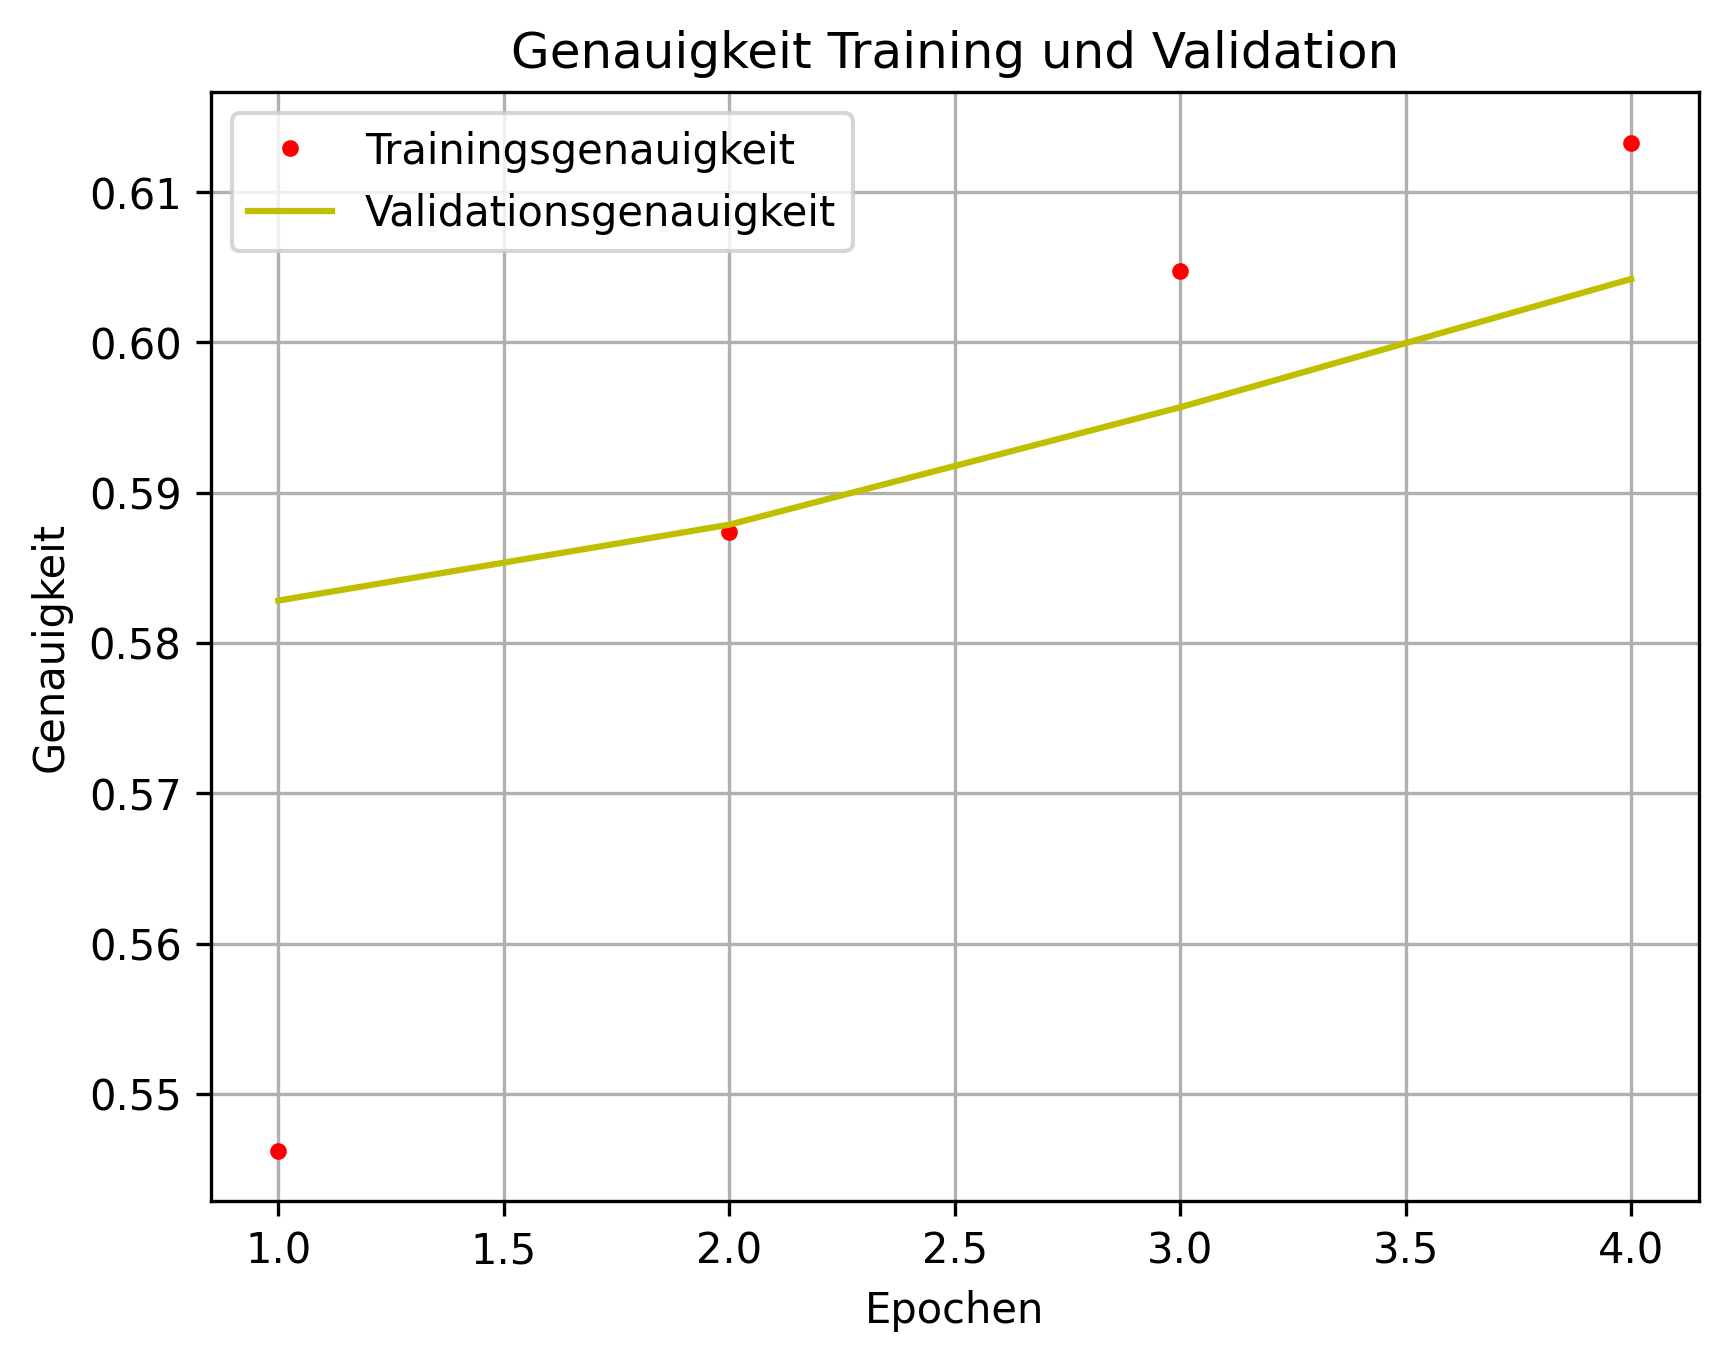 Genauigkeit Training und Validation
Trainingsgenauigkeit
Validationsgenauigkeit
Genauigkeit
0.61
0.60
0.59
0.58
0.57
0.56
0.55
1.0 1.5 2.0 2.5 3.0 3.5 4.0
Epochen